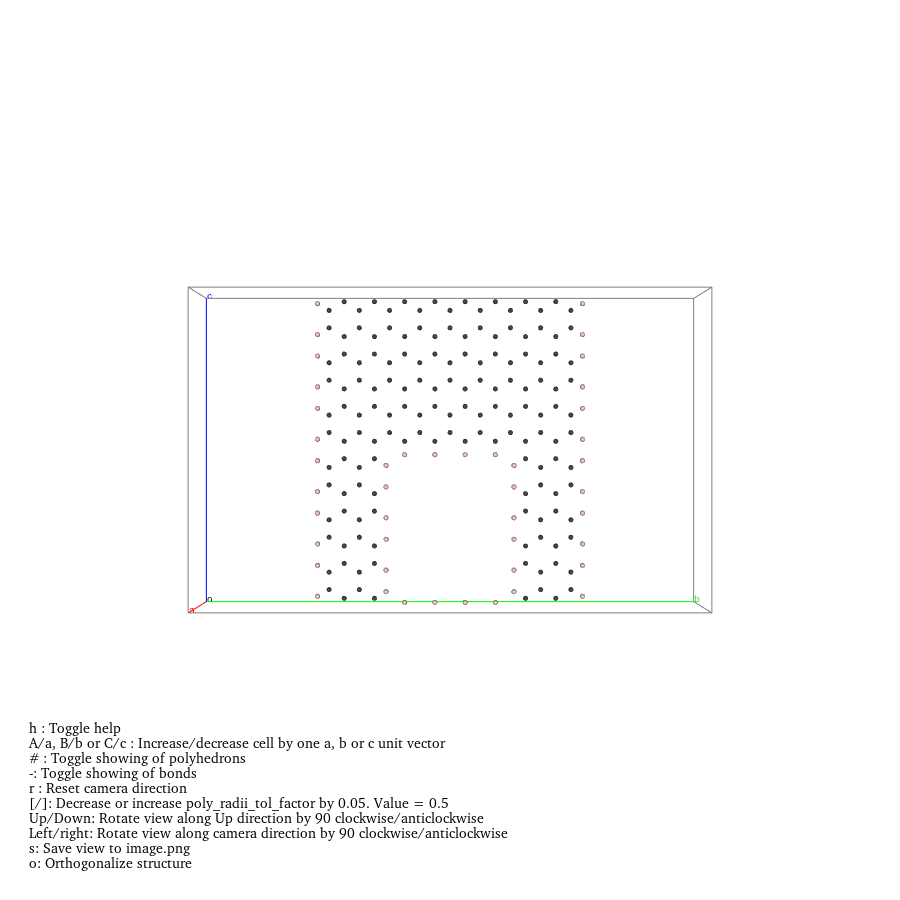 c
o
b
a
h : Toggle help
A/a, B/b or C/c : Increase/decrease cell by one a, b or c unit vector
# : Toggle showing of polyhedrons
-: Toggle showing of bonds
r : Reset camera direction
[/]: Decrease or increase poly_radii_tol_factor by 0.05. Value = 0.5
Up/Down: Rotate view along Up direction by 90 clockwise/anticlockwise
Left/right: Rotate view along camera direction by 90 clockwise/anticlockwise
s: Save view to image.png
o: Orthogonalize structure